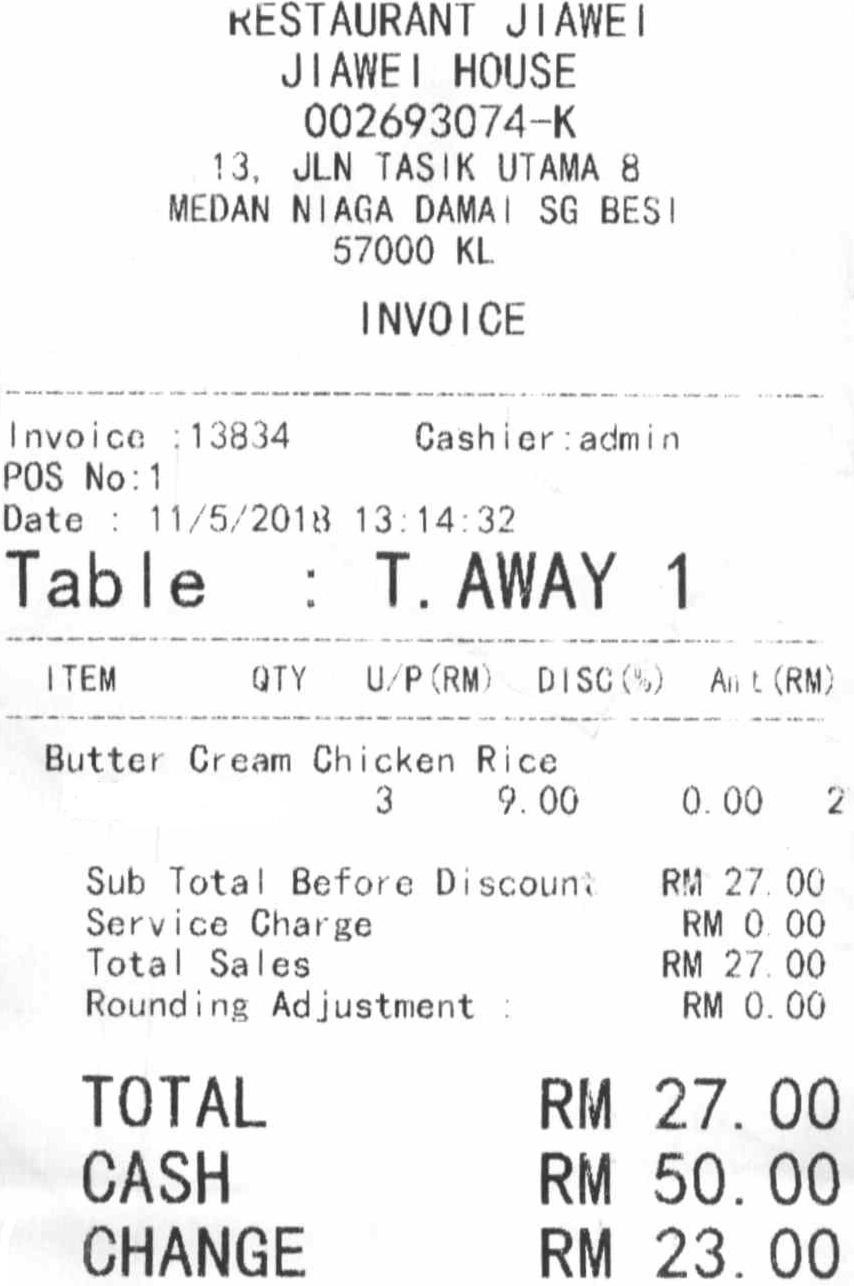 RESTAURANT JIAWEI
JIAWEI HOUSE
002693074-K
13, JLN TASIK UTAMA 8
MEDAN NIAGA DAMAI SG BESI
57000 KL
INVOICE
Invoice :13834 Cashier:admin
POS No:1
Date : 11/5/2018 13:14:32
Table : T. AWAY 1
ITEM QTY U/P(RM) DISC(%) Amt(RM)
Butter Cream Chicken Rice
3 9.00 0.00 2
Sub Total Before Discount RM 27.00
Service Charge RM 0.00
Total Sales RM 27.00
Rounding Adjustment : RM 0.00
TOTAL RM 27.00
CASH RM 50.00
CHANGE RM 23.00